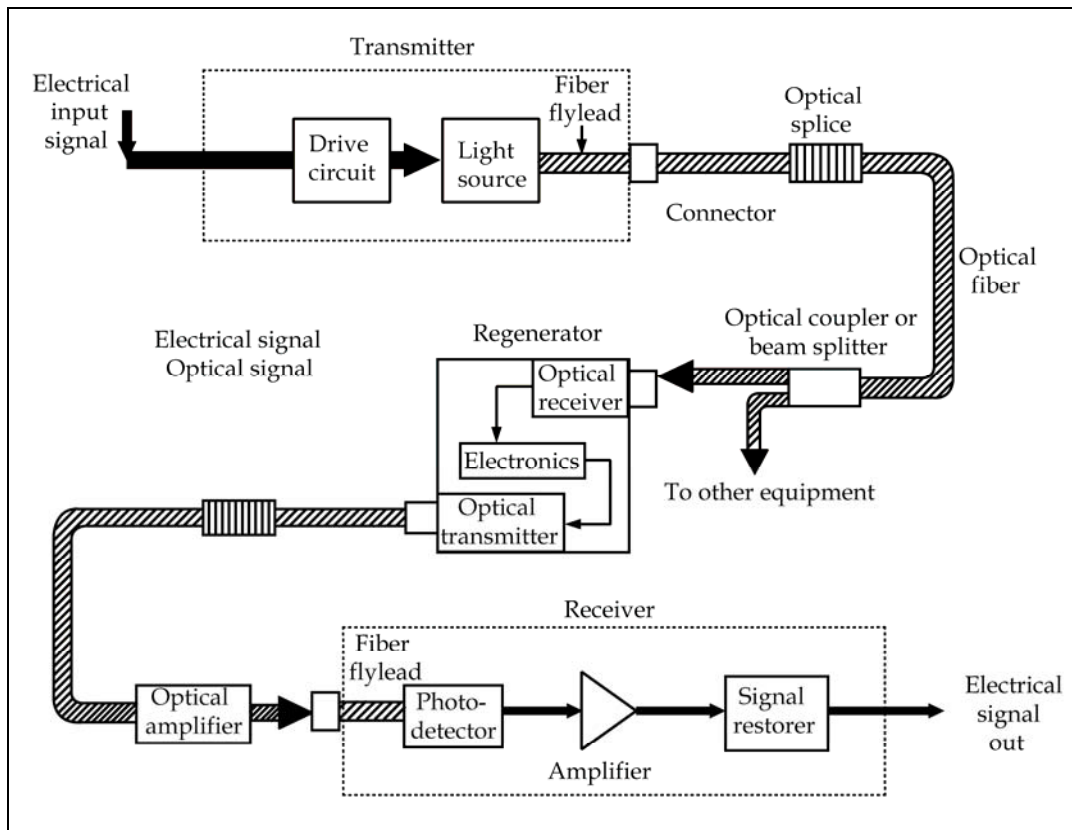 Transmitter
Electrical
input
signal
Fiber
flylead
Drive
circuit
Light
source
Optical
splice
Connector
Optical
fiber
Optical coupler or
beam splitter
Electrical signal
Optical signal
Regenerator
Optical
receiver
Electronics
Optical
transmitter
To other equipment
Receiver
Fiber
flylead
Optical
amplifier
Photo-
detector
Amplifier
Signal
restorer
Electrical
signal
out